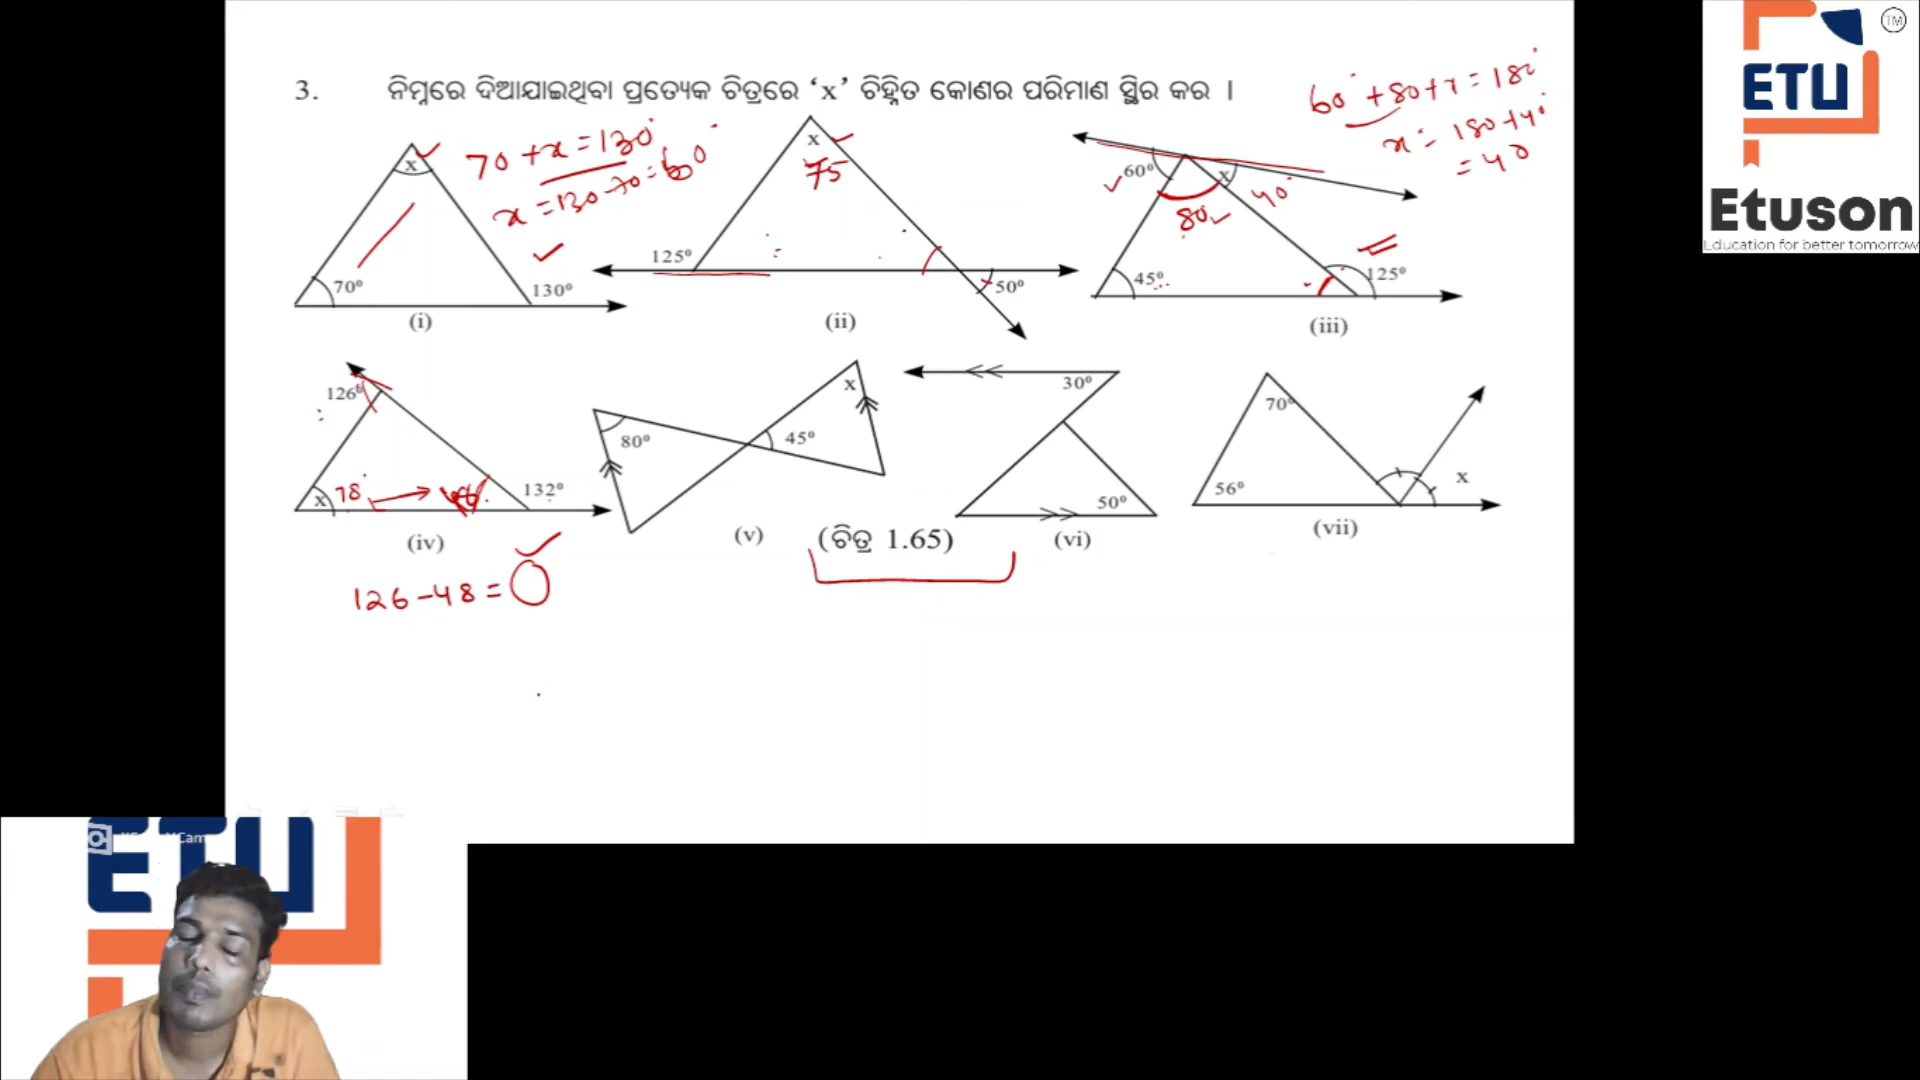 3. ନିମ୍ନରେ ଦିଆଯାଇଥିବା ପ୍ରତ୍ୟେକ ଚିତ୍ରରେ ‘x’ ଚିହ୍ନିତ କୋଣର ପରିମାଣ ସ୍ଥିର କର ।
TM
ETU
Etuson
Education for better tomorrow
60° + 80 + x = 180°
x = 180 - 140°
= 40
70 + x = 130°
x = 130 - 70 = 60°
x
70°
130°
(i)
x
75
125°
50°
(ii)
60°
x
80
40°
45°
125°
(iii)
126°
x
78°
132°
(iv)
126 - 48 =
80°
45°
x
(v)
(ଚିତ୍ର 1.65)
30°
50°
(vi)
70°
56°
x
(vii)
ETU